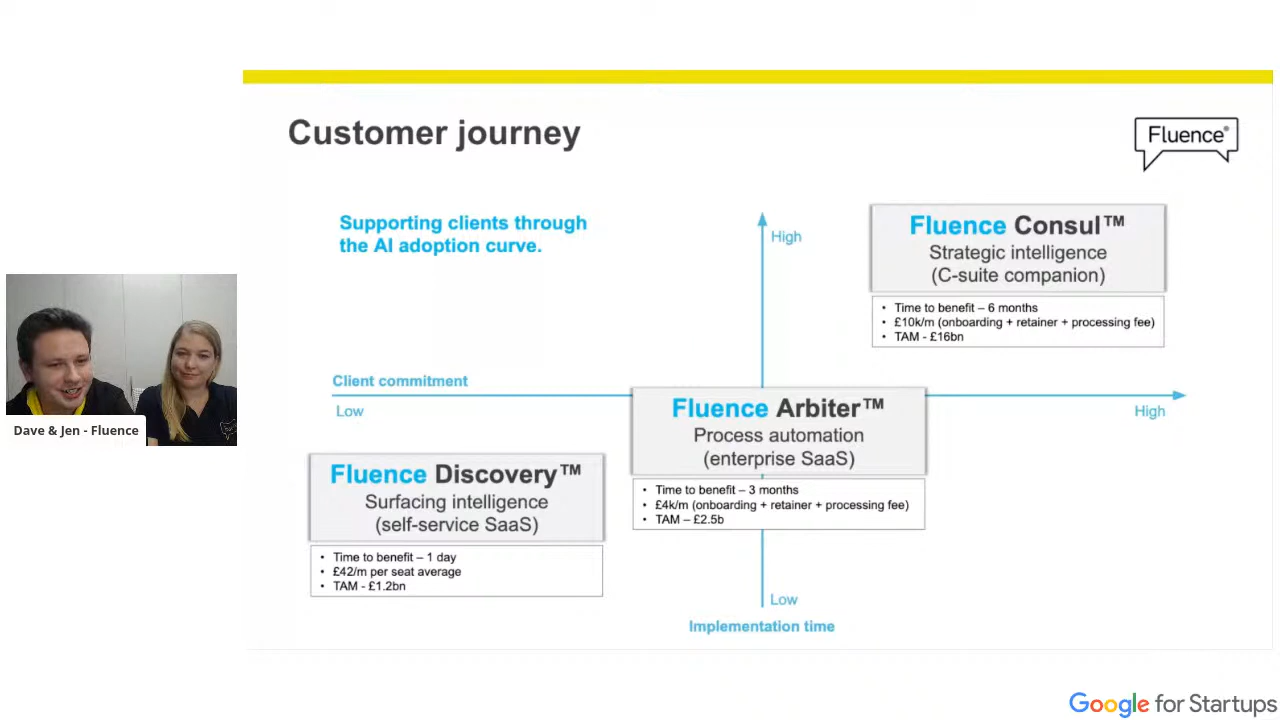 Customer journey
Fluence®
Supporting clients through
the AI adoption curve.
High
Fluence Consul™
Strategic intelligence
(C-suite companion)
• Time to benefit – 6 months
• £10k/m (onboarding + retainer + processing fee)
• TAM - £16bn
Client commitment
Low
High
Fluence Arbiter™
Process automation
(enterprise SaaS)
• Time to benefit – 3 months
• £4k/m (onboarding + retainer + processing fee)
• TAM – £2.5b
Fluence Discovery™
Surfacing intelligence
(self-service SaaS)
• Time to benefit – 1 day
• £42/m per seat average
• TAM - £1.2bn
Low
Implementation time
Dave & Jen - Fluence
Google for Startups